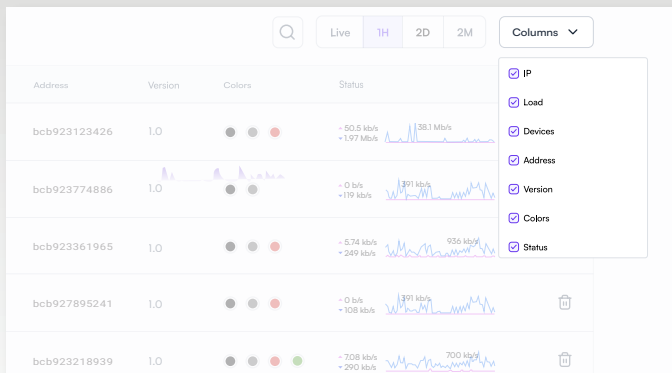 Live 1H 2D 2M Columns
IP
Load
Devices
Address
Version
Colors
Status
Address Version Colors Status
bcb923123426 1.0 50.5 kb/s 38.1 Mb/s
1.97 Mb/s
bcb923774886 1.0 0 b/s 391 kb/s
119 kb/s
bcb923361965 1.0 5.74 kb/s 936 kb/s
249 kb/s
bcb927895241 1.0 0 b/s 391 kb/s
108 kb/s
bcb923218939 1.0 7.08 kb/s 700 kb/s
290 kb/s